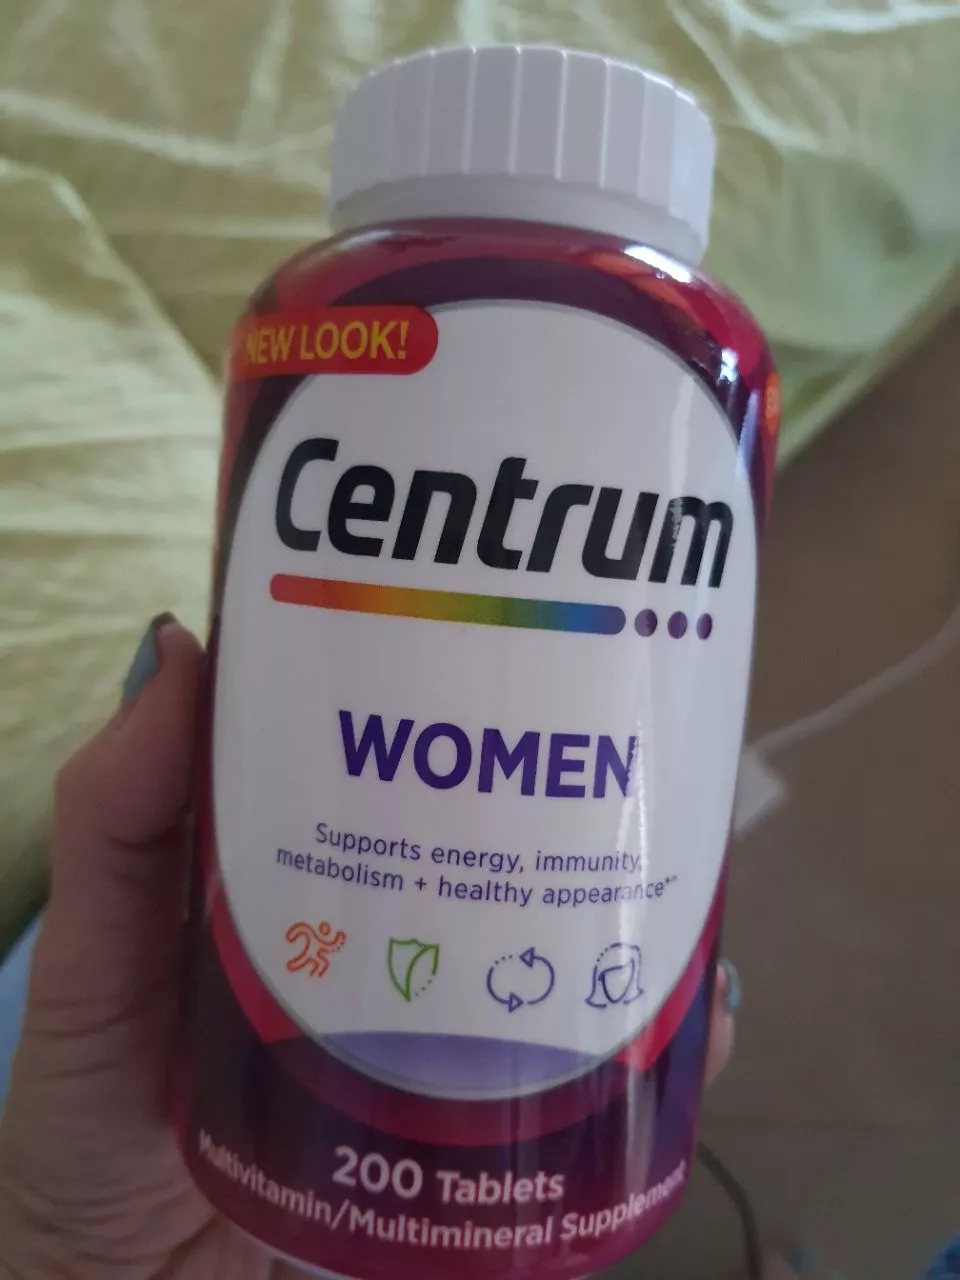 NEW LOOK!
Centrum
WOMEN
Supports energy, immunity,
metabolism + healthy appearance*^
200 Tablets
Multivitamin/Multimineral Supplement